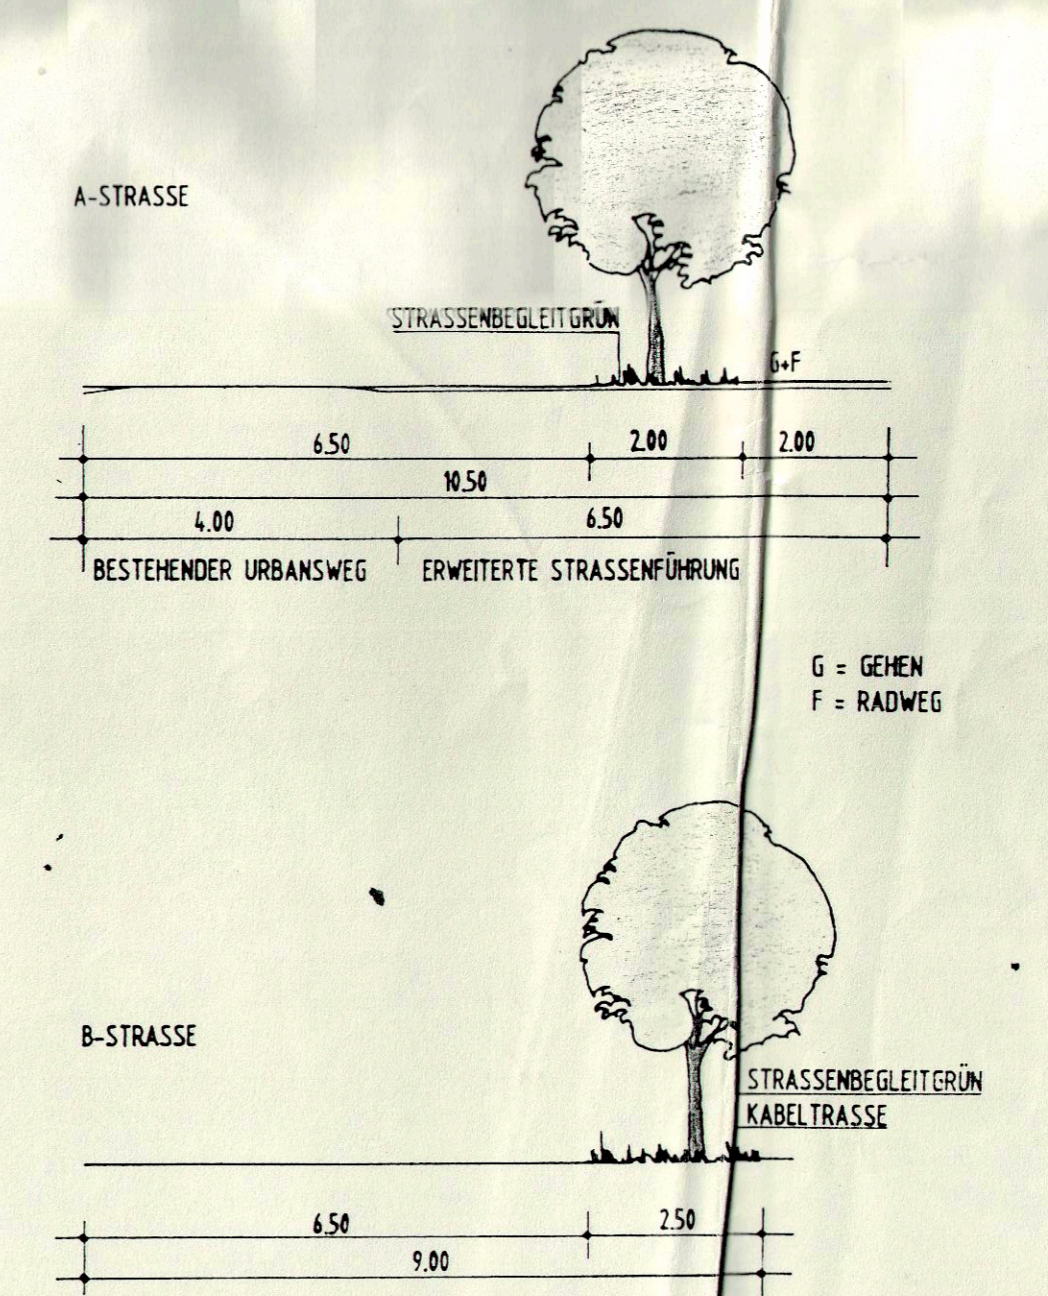 A-STRASSE
STRASSENBEGLEITGRÜN
G+F
6.50 2.00 2.00
10.50
4.00 6.50
BESTEHENDER URBANSWEG ERWEITERTE STRASSENFÜHRUNG
G = GEHEN
F = RADWEG
B-STRASSE
STRASSENBEGLEITGRÜN
KABELTRASSE
6.50 2.50
9.00